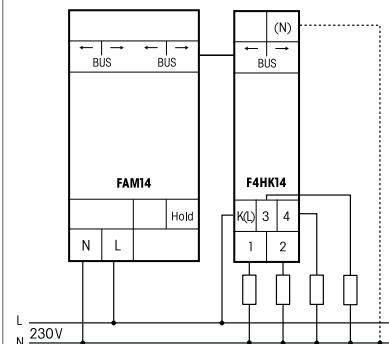 (N)
BUS BUS BUS
FAM14 F4HK14
Hold K(L) 3 4
N L 1 2
L
N 230V